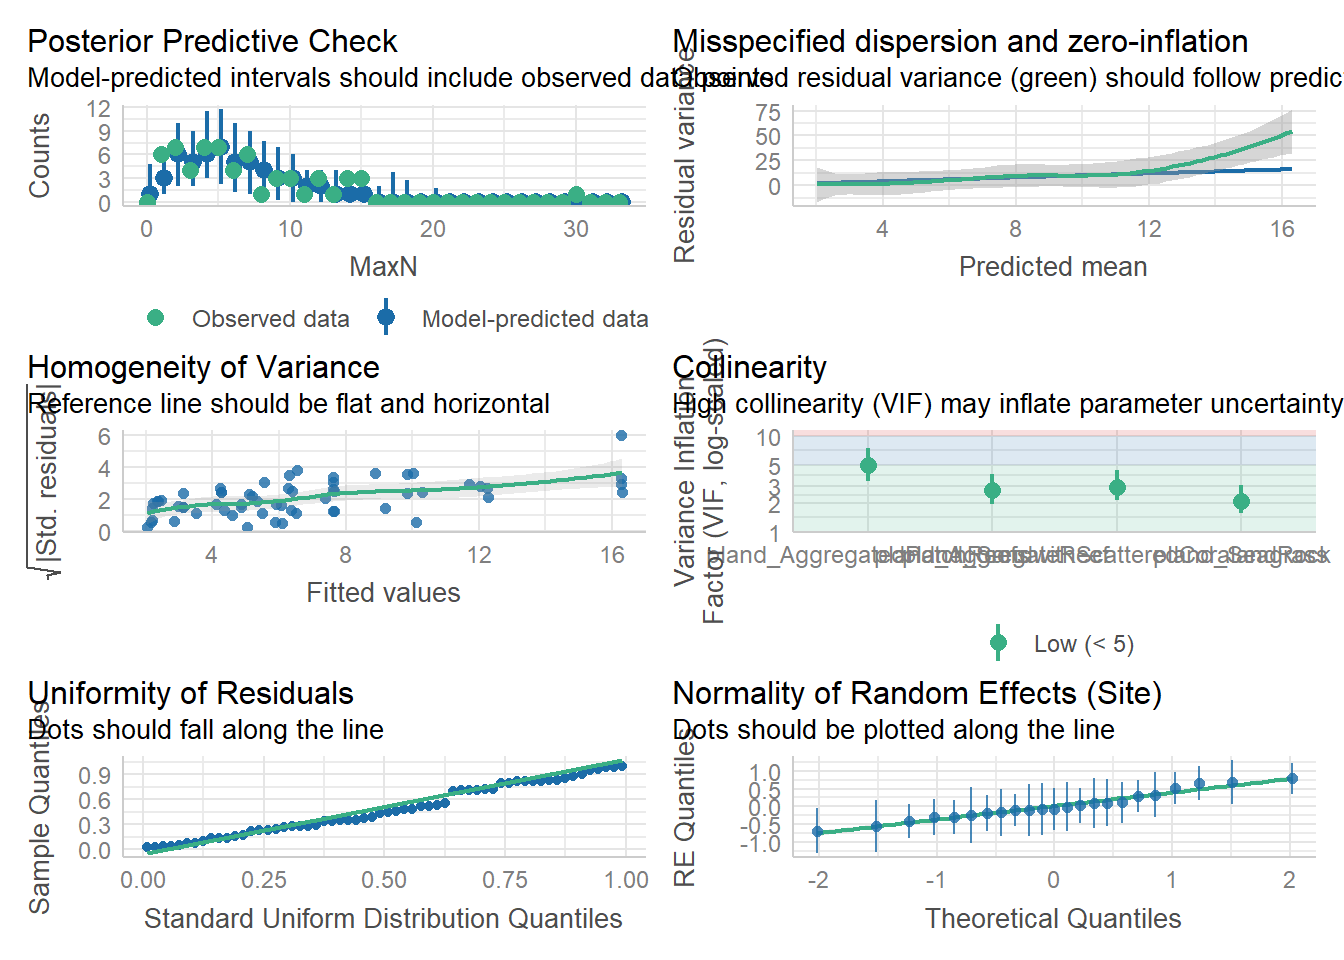 Posterior Predictive Check
Model-predicted intervals should include observed data points
Counts
12
9
6
3
0
0
10
20
30
MaxN
Observed data
Model-predicted data
Misspecified dispersion and zero-inflation
Observed residual variance (green) should follow predic
Residual variance
75
50
25
0
4
8
12
16
Predicted mean
Homogeneity of Variance
Reference line should be flat and horizontal
√|Std. residuals|
6
4
2
0
4
8
12
16
Fitted values
Collinearity
High collinearity (VIF) may inflate parameter uncertainty
Variance Inflation
Factor (VIF, log-scaled)
10
5
3
2
1
Low (< 5)
Uniformity of Residuals
Dots should fall along the line
Sample Quantiles
0.9
0.6
0.3
0.0
0.00
0.25
0.50
0.75
1.00
Standard Uniform Distribution Quantiles
Normality of Random Effects (Site)
Dots should be plotted along the line
RE Quantiles
1.0
0.5
0.0
-0.5
-1.0
-2
-1
0
1
2
Theoretical Quantiles